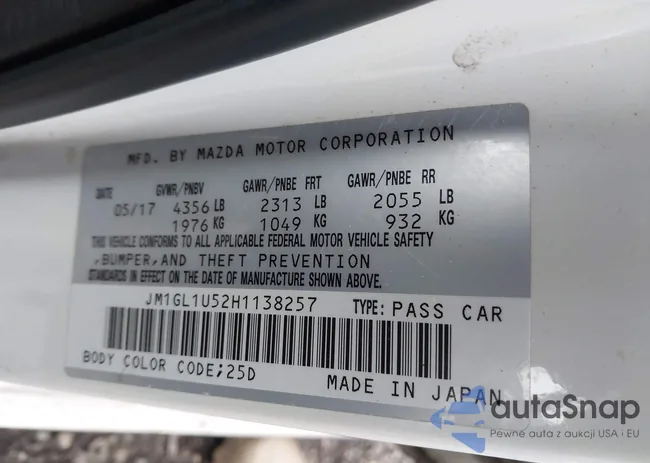 MFD. BY MAZDA MOTOR CORPORATION
DATE GVWR/PNBV GAWR/PNBE FRT GAWR/PNBE RR
05/17 4356 LB 2313 LB 2055 LB
1976 KG 1049 KG 932 KG
THIS VEHICLE CONFORMS TO ALL APPLICABLE FEDERAL MOTOR VEHICLE SAFETY
,BUMPER,AND THEFT PREVENTION
STANDARDS IN EFFECT ON THE DATE OF MANUFACTURE SHOWN ABOVE.
JM1GL1U52H1138257 TYPE: PASS CAR
BODY COLOR CODE;25D MADE IN JAPAN
autaSnap
Pewne auta z aukcji USA i EU